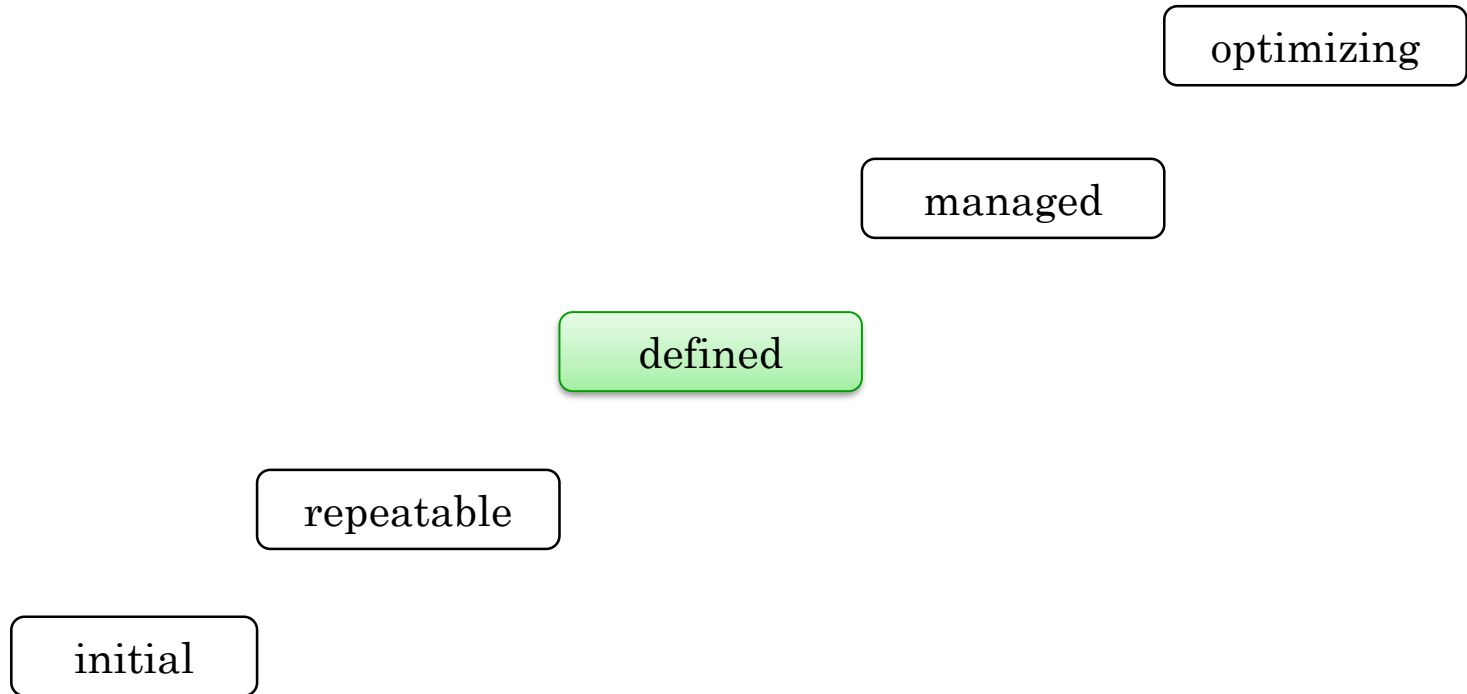 optimizing
managed
defined
repeatable
initial